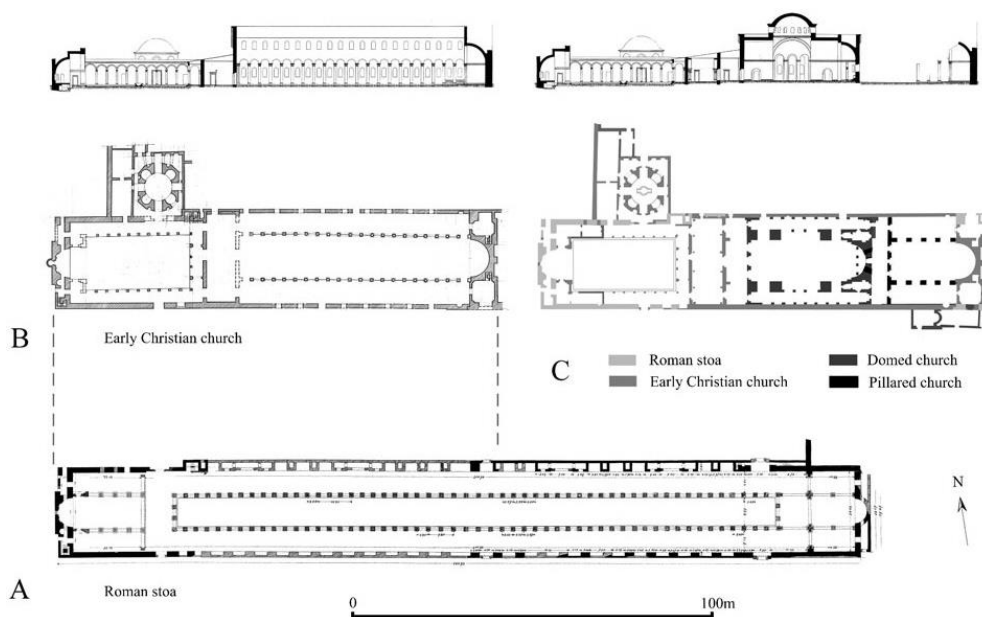 B
Early Christian church
C
Roman stoa
Early Christian church
Domed church
Pillared church
N
A
Roman stoa
0
100m